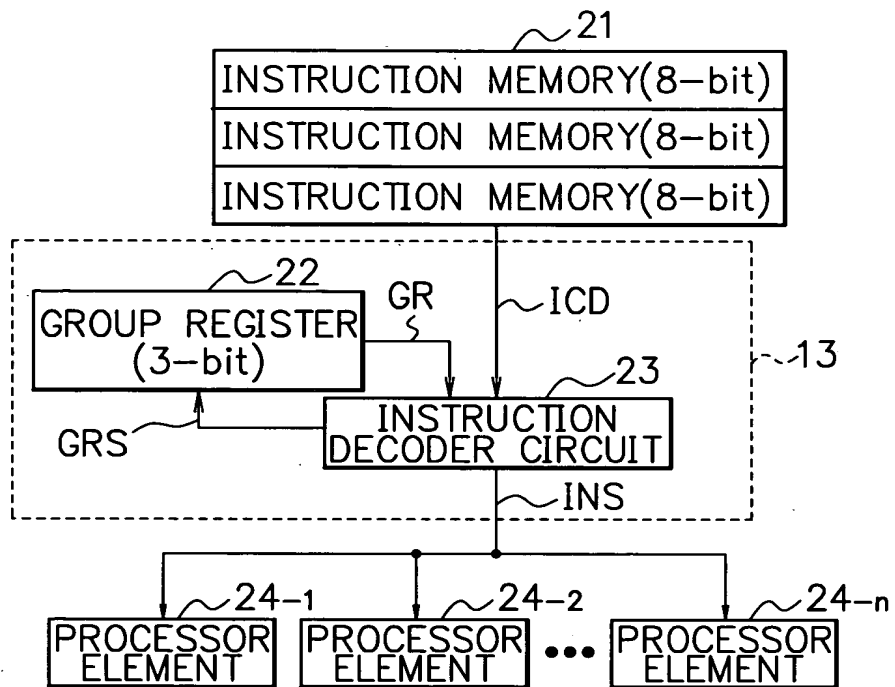 21
INSTRUCTION MEMORY(8-bit)
INSTRUCTION MEMORY(8-bit)
INSTRUCTION MEMORY(8-bit)
22
GROUP REGISTER
(3-bit)
GR
ICD
13
23
INSTRUCTION
DECODER CIRCUIT
GRS
INS
24-1
PROCESSOR
ELEMENT
24-2
PROCESSOR
ELEMENT
•••
24-n
PROCESSOR
ELEMENT